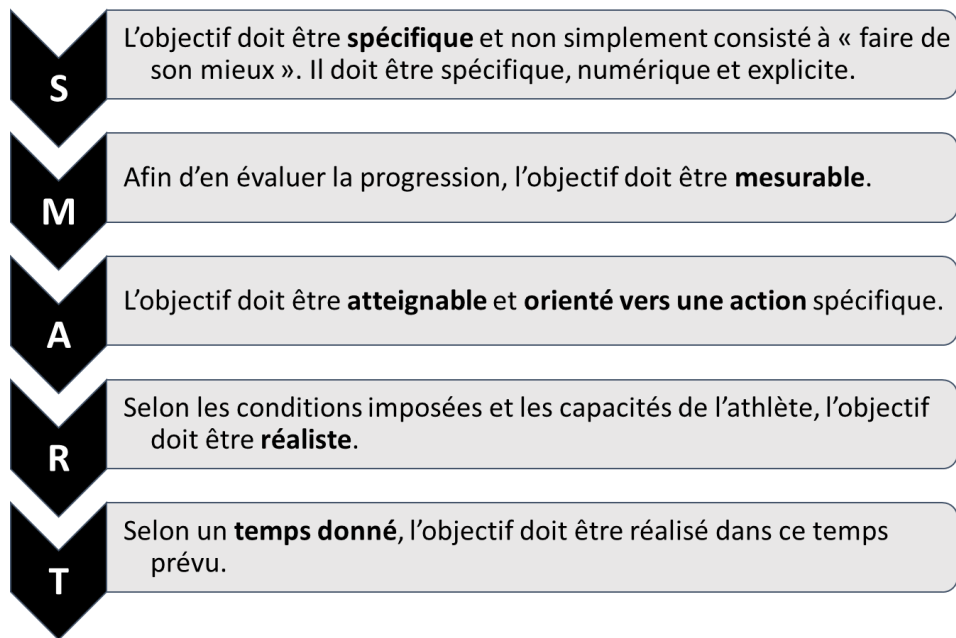 S
L’objectif doit être spécifique et non simplement consisté à « faire de
son mieux ». Il doit être spécifique, numérique et explicite.
M
Afin d’en évaluer la progression, l’objectif doit être mesurable.
A
L’objectif doit être atteignable et orienté vers une action spécifique.
R
Selon les conditions imposées et les capacités de l’athlète, l’objectif
doit être réaliste.
T
Selon un temps donné, l’objectif doit être réalisé dans ce temps
prévu.